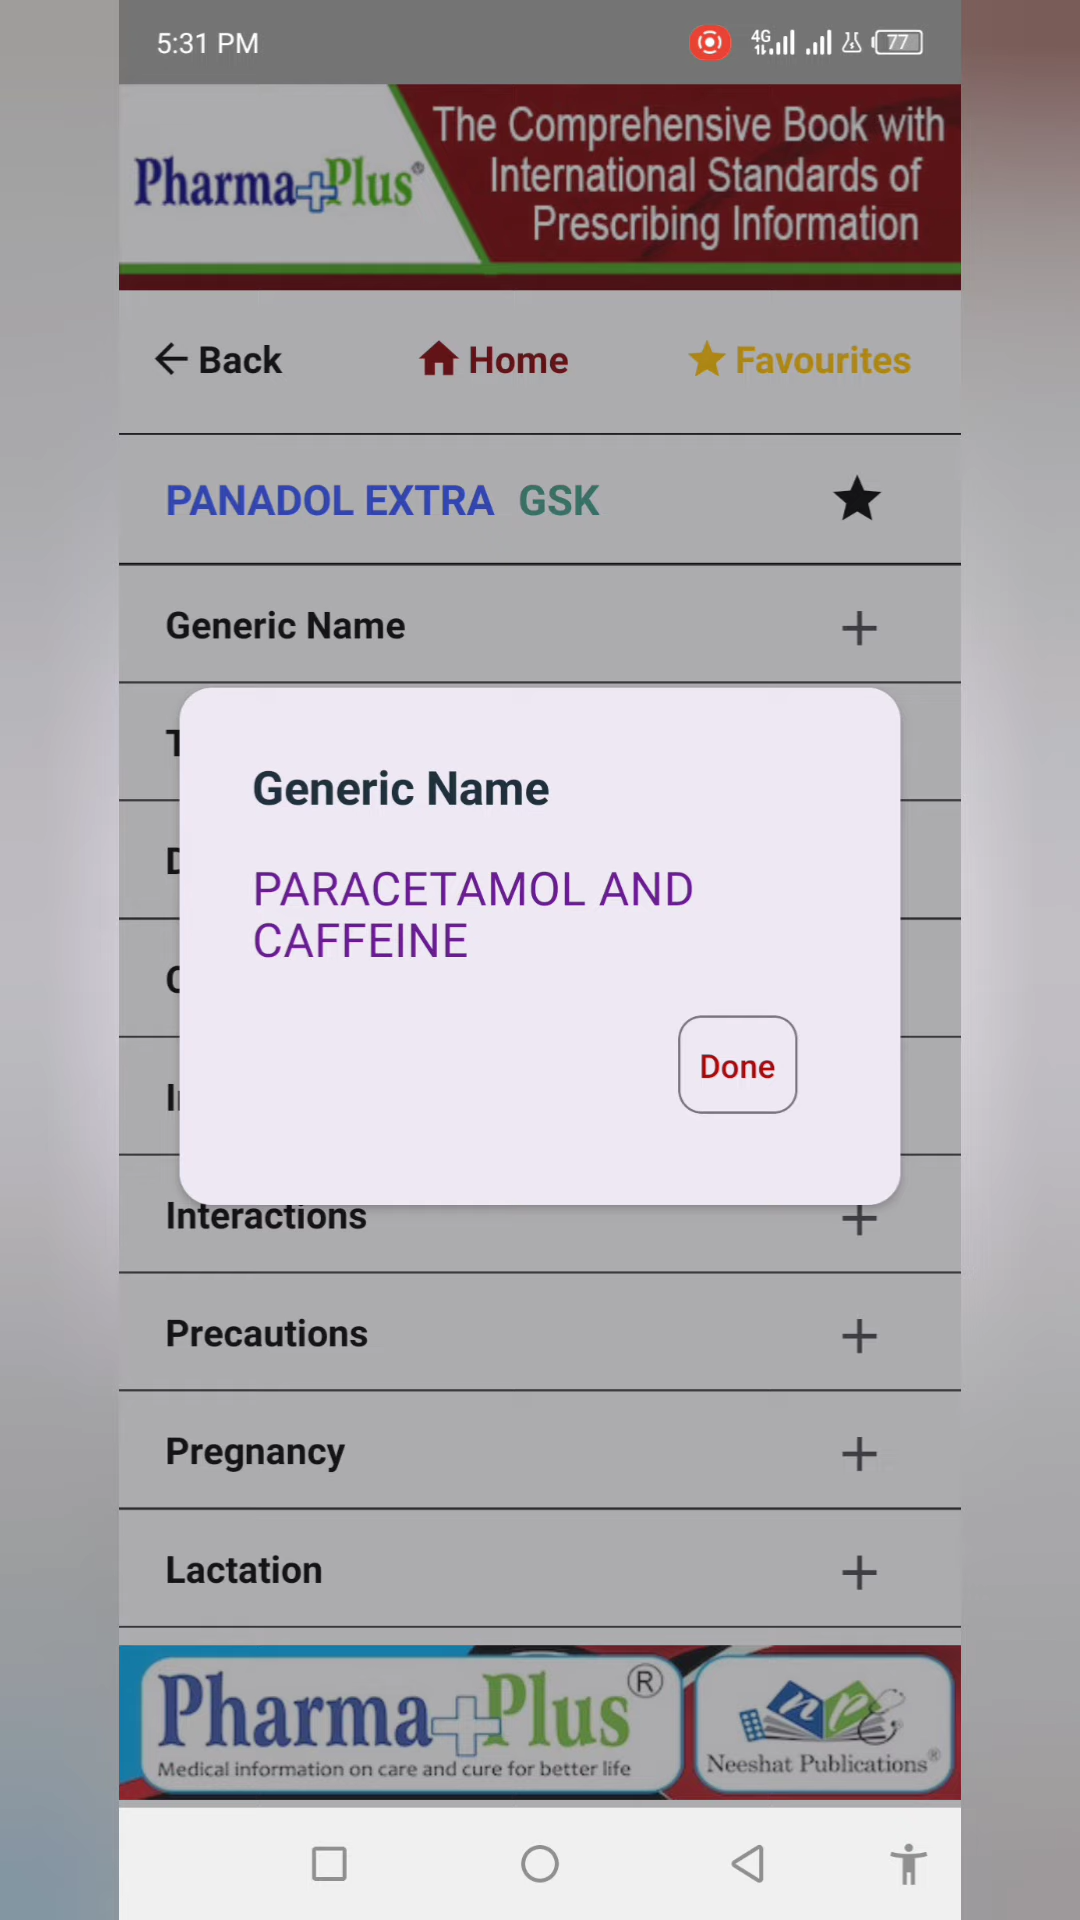 5:31 PM
4G
77
Pharma Plus®
The Comprehensive Book with
International Standards of
Prescribing Information
Back
Home
Favourites
PANADOL EXTRA GSK
Generic Name
Generic Name
PARACETAMOL AND
CAFFEINE
Done
Interactions
Precautions
Pregnancy
Lactation
Pharma Plus®
Medical information on care and cure for better life
npe
Neeshat Publications®